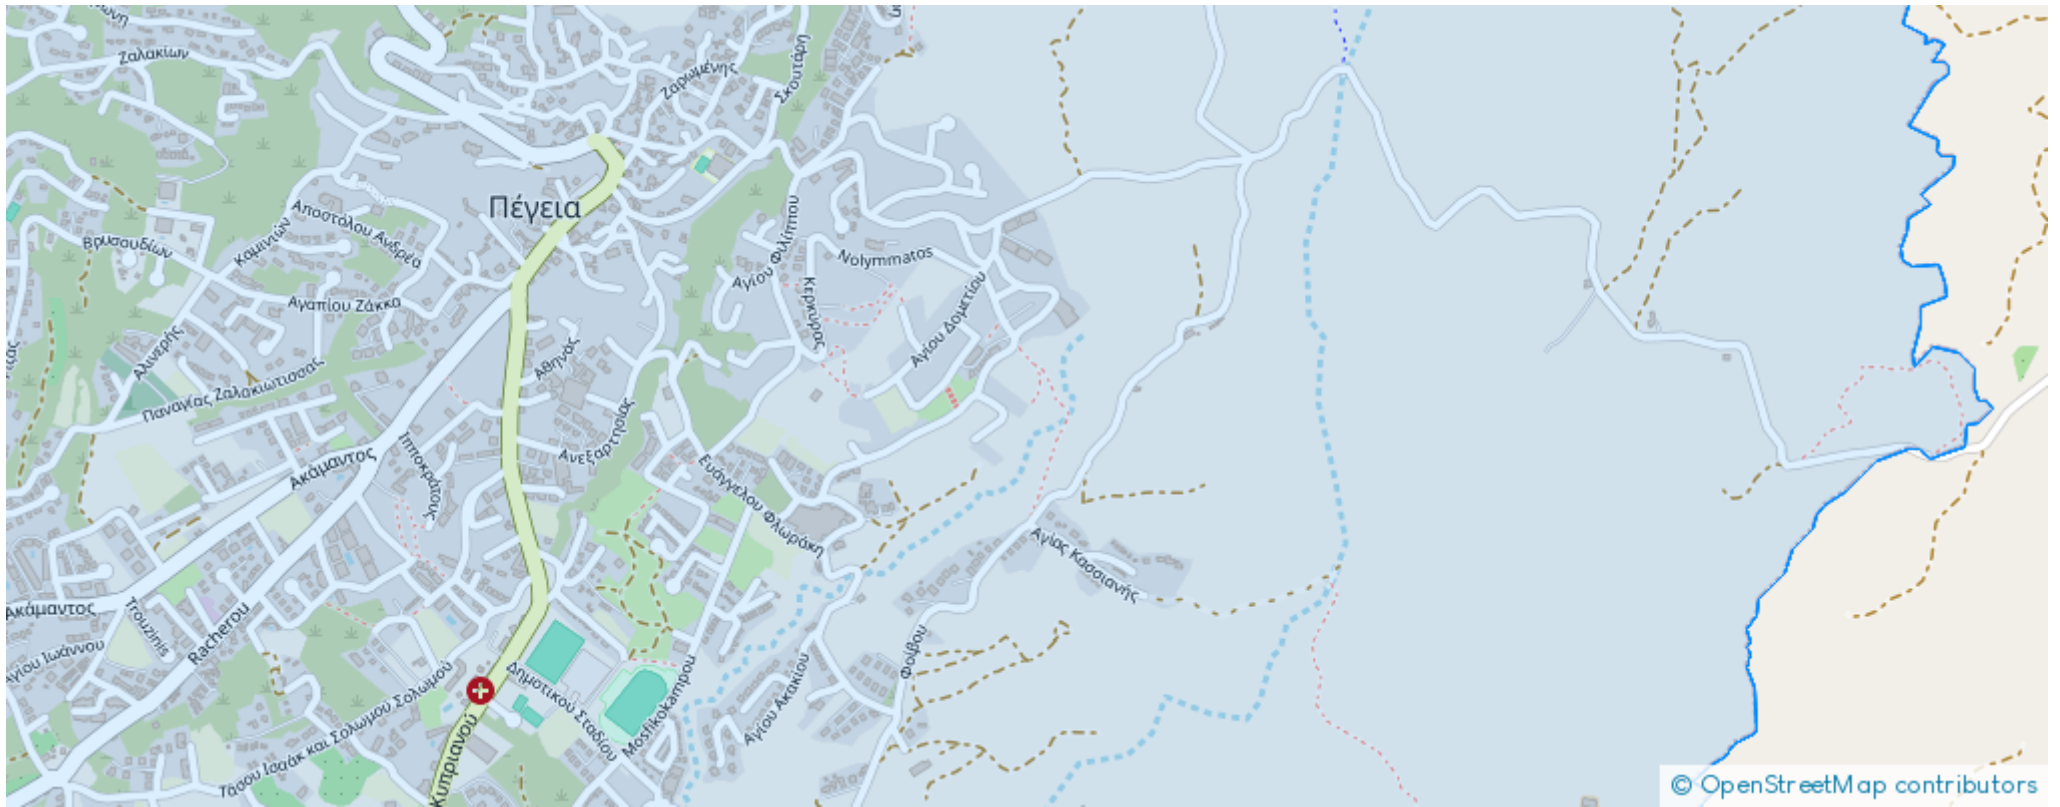 Ζαλακίων
Ζαρωμένης
Σκουτάρη
Πέγεια
Αποστόλου Ανδρέα
Καμινιών
Βρυσουδίων
Αγίου Φιλίππου
Nolymmatos
Κερκύρας
Αγίου Δομετίου
Αγαπίου Ζάκκα
Αλινερής
Αθηνάς
Παναγίας Ζαλακιωτισσας
Ανεξαρτησίας
Ακάμαντος
Ιπποκράτους
Ευάγγελου Φλωράκη
Αγίας Κασσιανής
Ακάμαντος
Trouzinis
Racherou
Αγίου Ιωάννου
Φοίβου
Δημοτικού Σταδίου
Mosfikokampou
Αγίου Ακακίου
Τάσου Ισαάκ και Σολωμού Σολωμού
Κυπριανού
© OpenStreetMap contributors